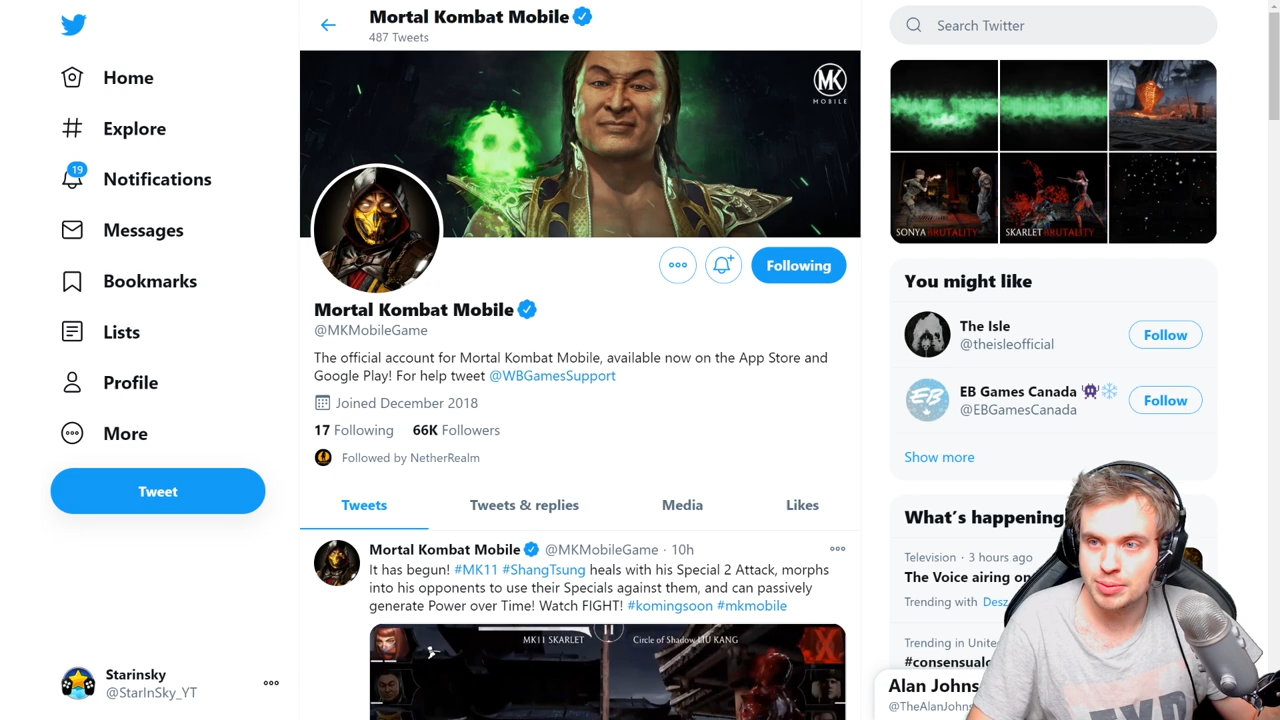 Home
Explore
19
Notifications
Messages
Bookmarks
Lists
Profile
More
Tweet
Starinsky
@StarInSky_YT
Mortal Kombat Mobile
487 Tweets
MK
MOBILE
Following
Mortal Kombat Mobile
@MKMobileGame
The official account for Mortal Kombat Mobile, available now on the App Store and
Google Play! For help tweet @WBGamesSupport
Joined December 2018
17 Following 66K Followers
Followed by NetherRealm
Tweets Tweets & replies Media Likes
Mortal Kombat Mobile @MKMobileGame · 10h
It has begun! #MK11 #ShangTsung heals with his Special 2 Attack, morphs
into his opponents to use their Specials against them, and can passively
generate Power over Time! Watch FIGHT! #komingsoon #mkmobile
MK11 SKARLET Circle of Shadow LIU KANG
Search Twitter
SONYA BRUTALITY SKARLET BRUTALITY
You might like
The Isle
@theisleofficial
Follow
EB Games Canada
@EBGamesCanada
Follow
EB
Show more
What's happening
Television · 3 hours ago
The Voice airing on
Trending with Desz
Trending in Unite
Alan Johns
@TheAlanJohns